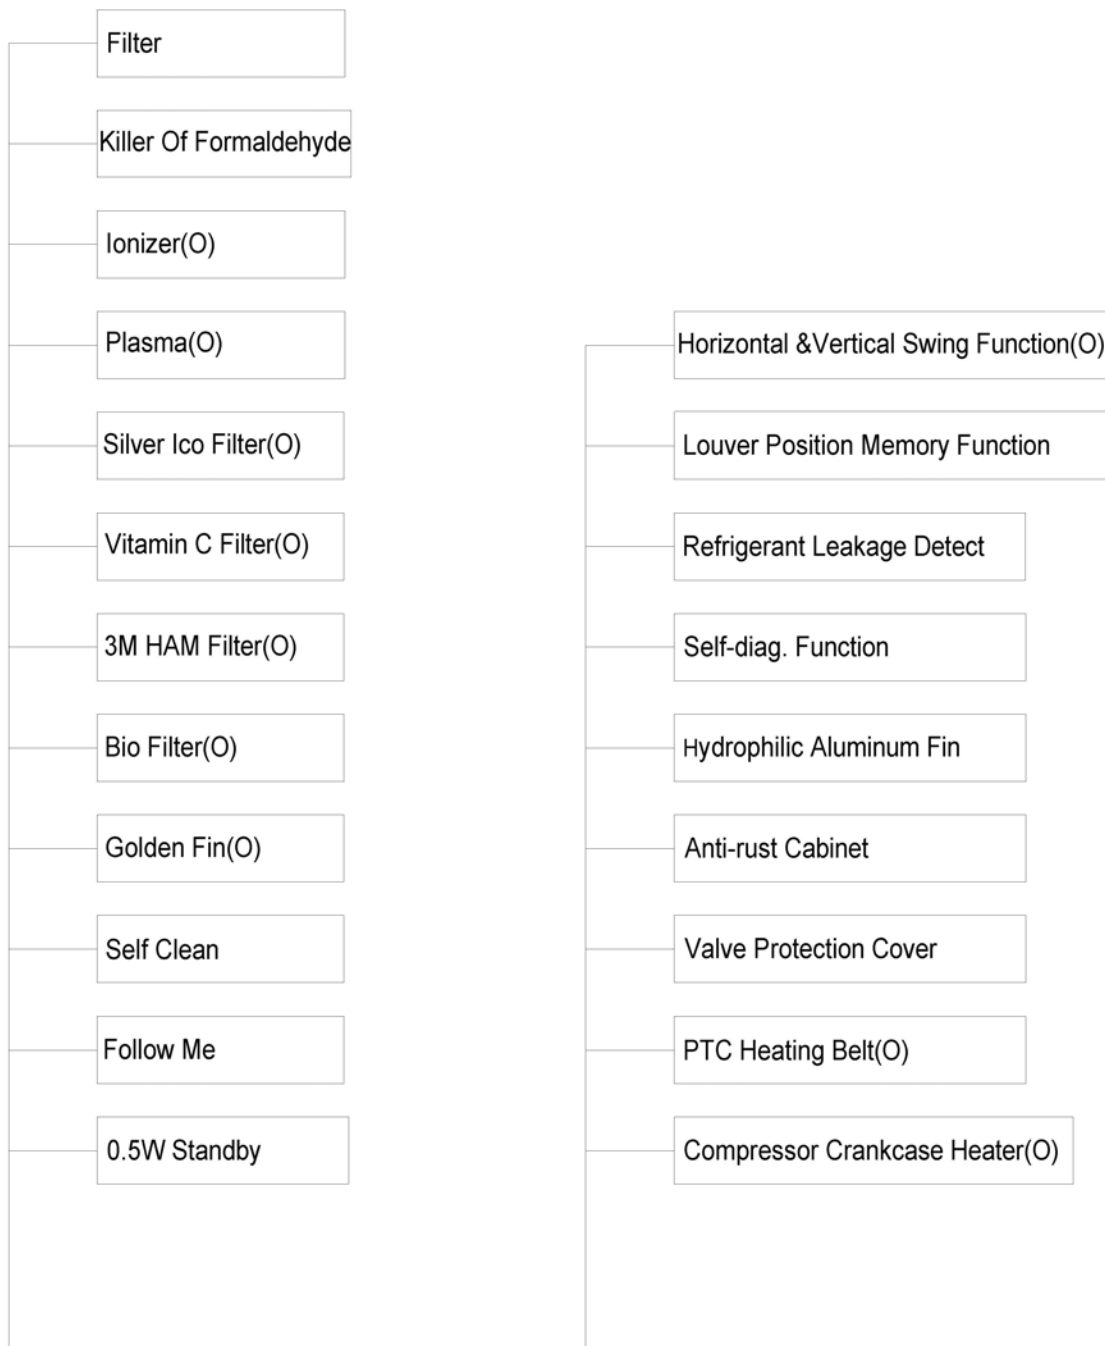 Filter
Killer Of Formaldehyde
Ionizer(O)
Plasma(O)
Silver Ico Filter(O)
Vitamin C Filter(O)
3M HAM Filter(O)
Bio Filter(O)
Golden Fin(O)
Self Clean
Follow Me
0.5W Standby
Horizontal &Vertical Swing Function(O)
Louver Position Memory Function
Refrigerant Leakage Detect
Self-diag. Function
Hydrophilic Aluminum Fin
Anti-rust Cabinet
Valve Protection Cover
PTC Heating Belt(O)
Compressor Crankcase Heater(O)